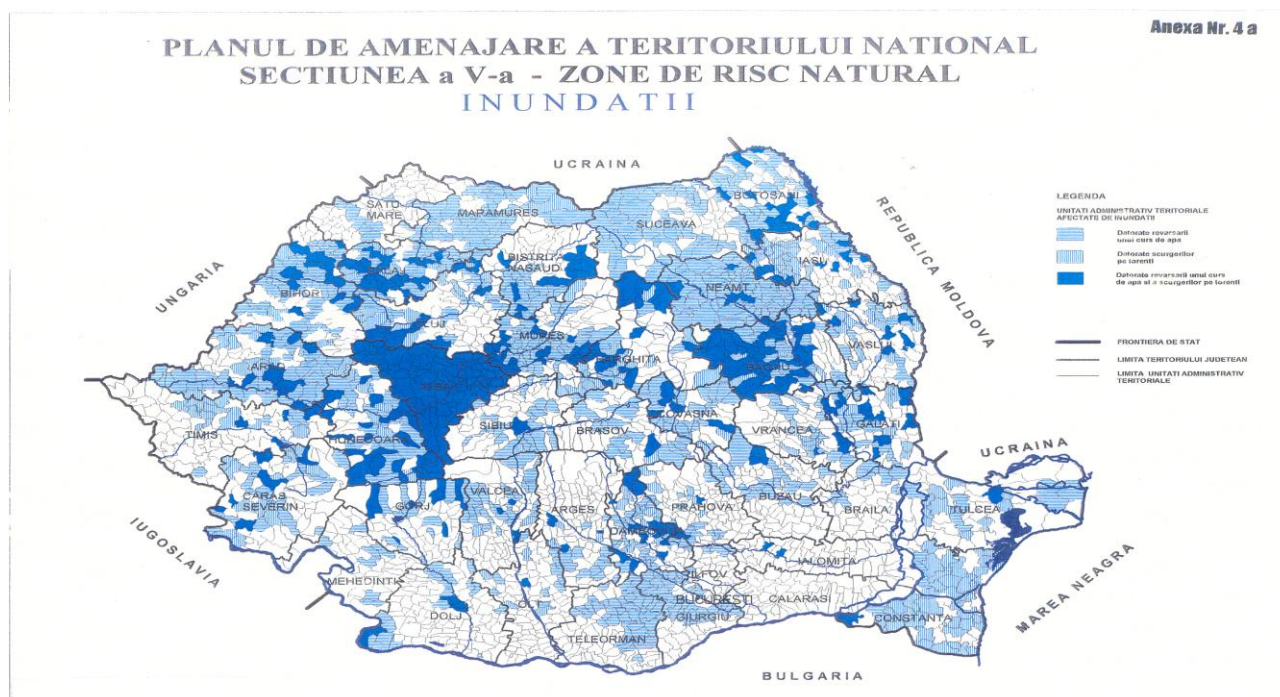 Anexa Nr. 4 a
PLANUL DE AMENAJARE A TERITORIULUI NATIONAL
SECTIUNEA a V-a - ZONE DE RISC NATURAL
INUNDATII
UCRAINA
BOTOSANI
SATU-
MARE
MARAMURES
SUCEAVA
REPUBLICA MOLDOVA
LEGENDA
UNITATI ADMINISTRATIV TERITORIALE
AFECTATE DE INUNDATII
Datorate revarsarii
unui curs de apa
Datorate scurgerilor
pe torenti
Datorate revarsarii unui curs
de apa si a scurgerilor pe torenti
FRONTIERA DE STAT
LIMITA TERITORIULUI JUDETEAN
LIMITA UNITATI ADMINISTRATIV
TERITORIALE
UNGARIA
BISTRITA
NASAUD
SALAJ
IASI
BIHOR
NEAMT
CLUJ
MURES
HARGHITA
BACAU
VASLUI
ARAD
TIMIS
HUNEDOARA
SIBIU
BRASOV
COVASNA
VRANCEA
GALATI
UCRAINA
CARAS
SEVERIN
GORJ
VALCEA
ARGES
PRAHOVA
BUZAU
BRAILA
TULCEA
IUGOSLAVIA
IALOMITA
MEHEDINTI
DOLJ
OLT
ILFOV
BUCURESTI
CALARASI
GIURGIU
TELEORMAN
CONSTANTA
MAREA NEAGRA
BULGARIA